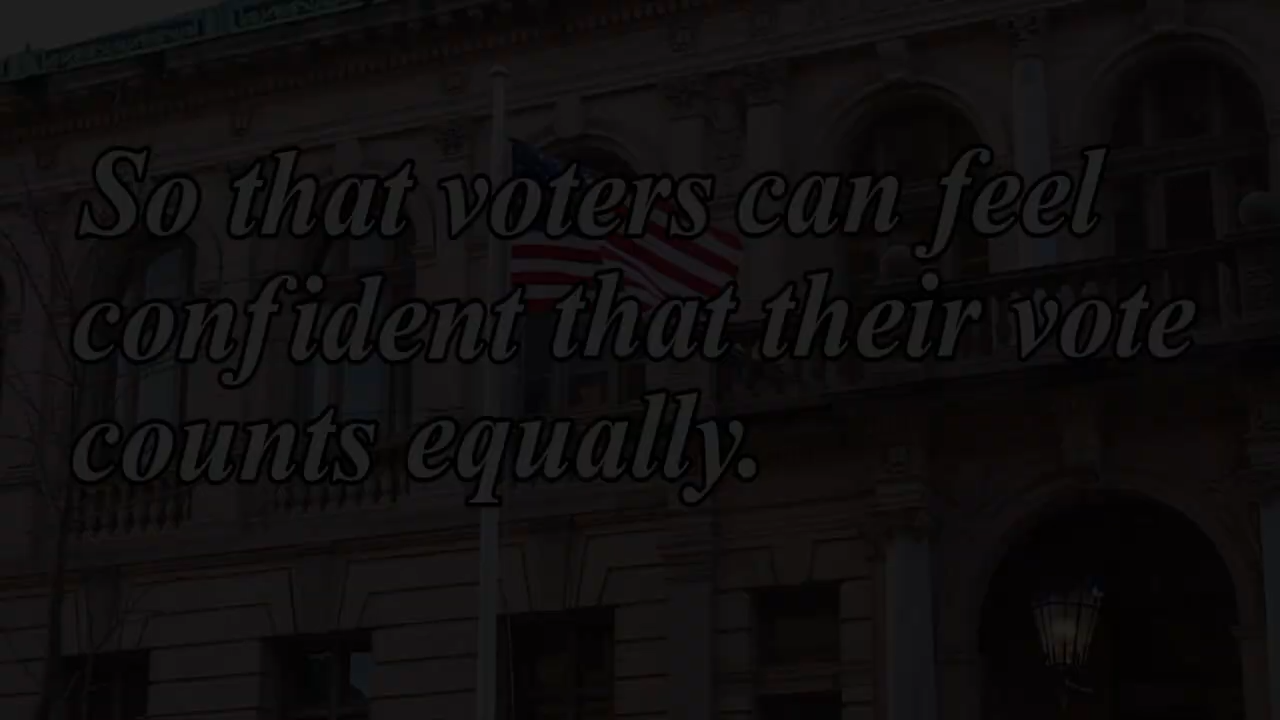 So that voters can feel
confident that their vote
counts equally.